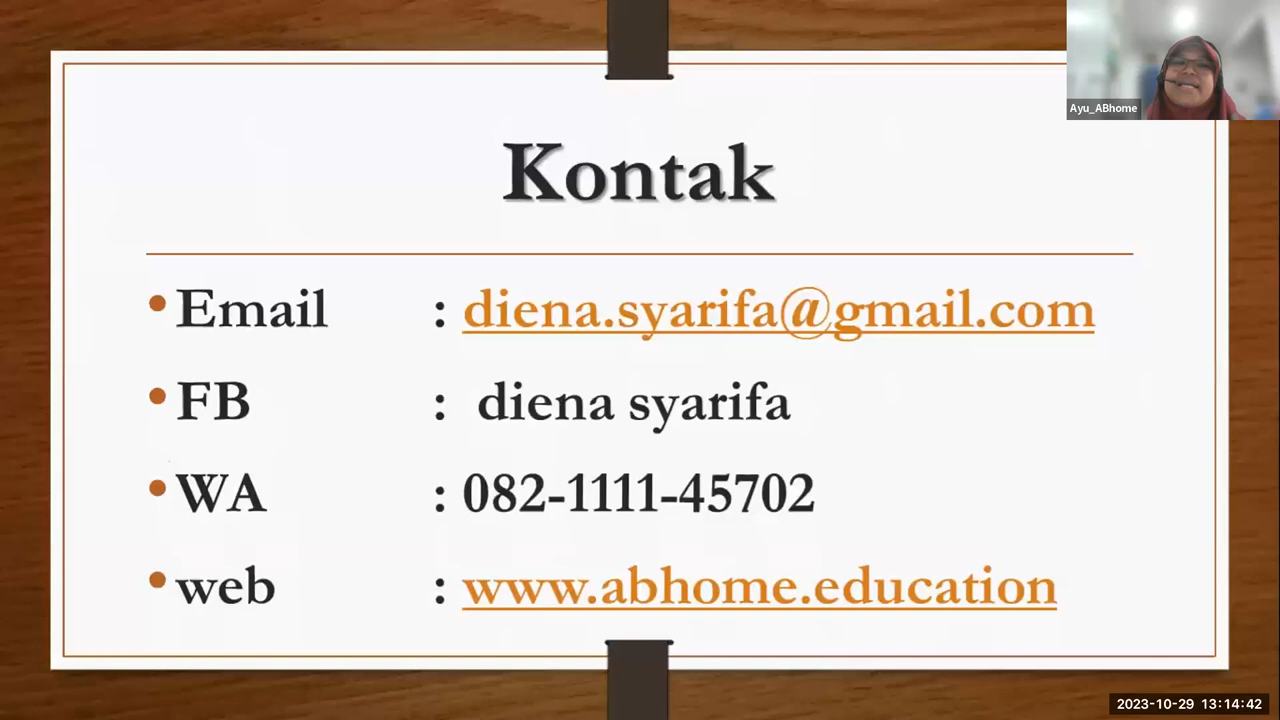 Ayu_ABhome
Kontak
• Email : diena.syarifa@gmail.com
• FB : diena syarifa
• WA : 082-1111-45702
• web : www.abhome.education
2023-10-29 13:14:42